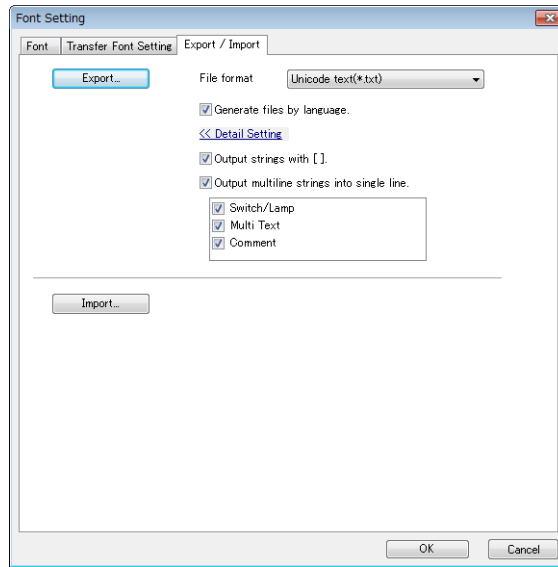 Font Setting
Font Transfer Font Setting Export / Import
Export... File format Unicode text(*.txt)
Generate files by language.
<< Detail Setting
Output strings with [ ].
Output multiline strings into single line.
Switch/Lamp
Multi Text
Comment
Import...
OK Cancel